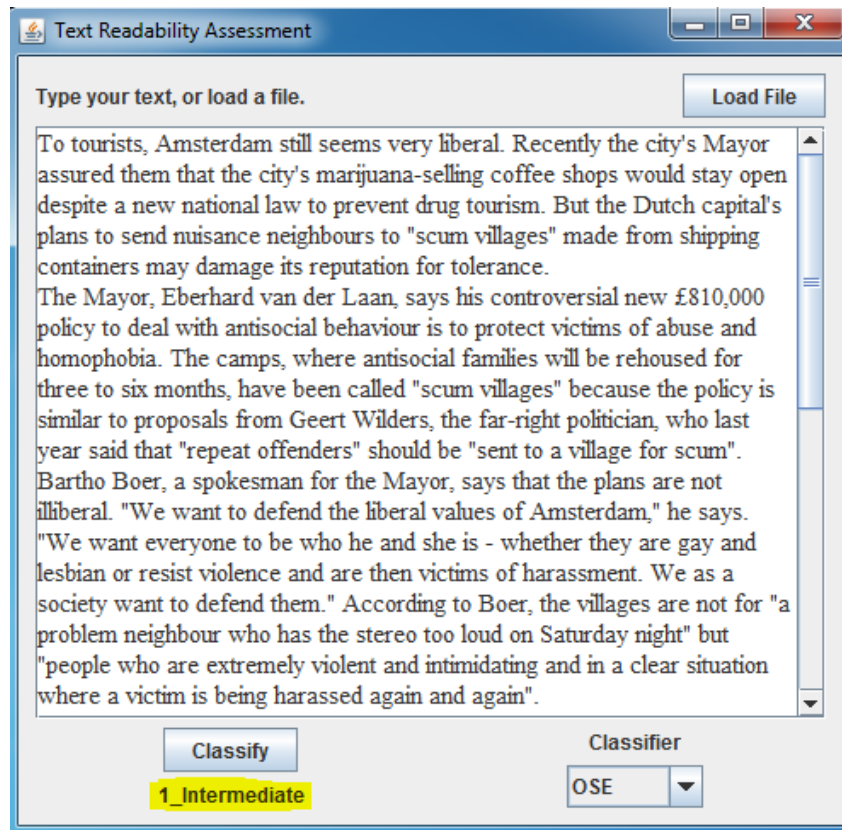 Text Readability Assessment
Type your text, or load a file.
Load File
To tourists, Amsterdam still seems very liberal. Recently the city's Mayor
assured them that the city's marijuana-selling coffee shops would stay open
despite a new national law to prevent drug tourism. But the Dutch capital's
plans to send nuisance neighbours to "scum villages" made from shipping
containers may damage its reputation for tolerance.
The Mayor, Eberhard van der Laan, says his controversial new £810,000
policy to deal with antisocial behaviour is to protect victims of abuse and
homophobia. The camps, where antisocial families will be rehoused for
three to six months, have been called "scum villages" because the policy is
similar to proposals from Geert Wilders, the far-right politician, who last
year said that "repeat offenders" should be "sent to a village for scum".
Bartho Boer, a spokesman for the Mayor, says that the plans are not
illiberal. "We want to defend the liberal values of Amsterdam," he says.
"We want everyone to be who he and she is - whether they are gay and
lesbian or resist violence and are then victims of harassment. We as a
society want to defend them." According to Boer, the villages are not for "a
problem neighbour who has the stereo too loud on Saturday night" but
"people who are extremely violent and intimidating and in a clear situation
where a victim is being harassed again and again".
Classify
Classifier
1_Intermediate
OSE